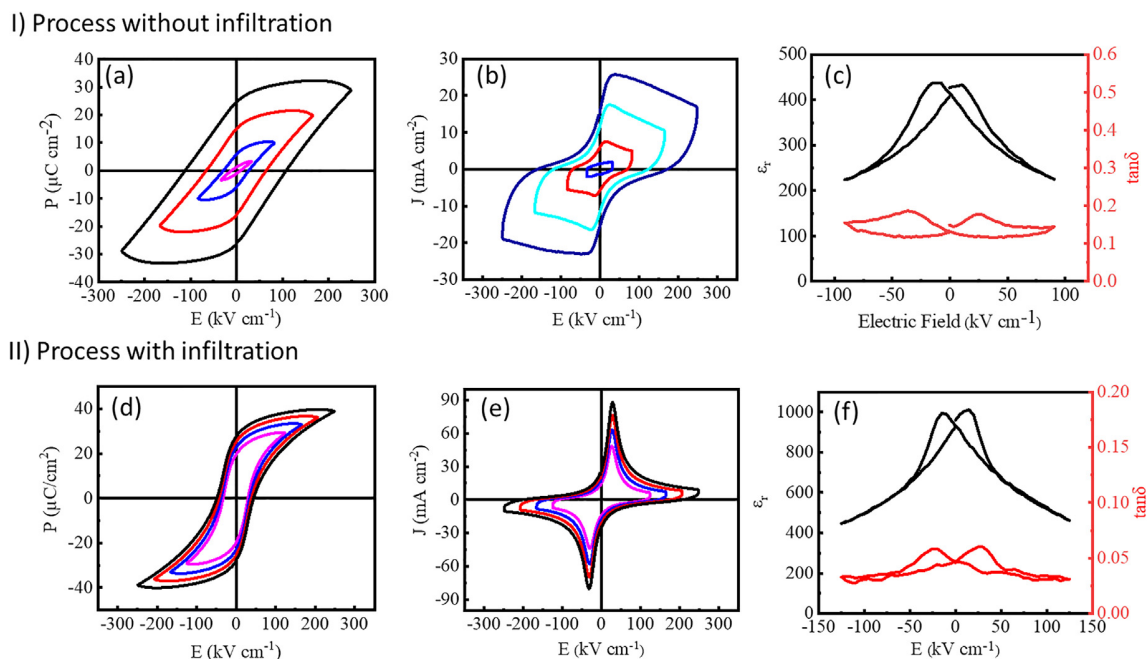 I) Process without infiltration
(a)
P (µC cm-2)
40
30
20
10
0
-10
-20
-30
-40
-300 -200 -100 0 100 200 300
E (kV cm-1)
(b)
J (mA cm-2)
30
20
10
0
-10
-20
-30
-300 -200 -100 0 100 200 300
E (kV cm-1)
(c)
εr
500
400
300
200
100
0
-100 -50 0 50 100
Electric Field (kV cm-1)
0.6
0.5
0.4
0.3
0.2
0.1
0.0
tanδ
II) Process with infiltration
(d)
P (µC/cm2)
40
20
0
-20
-40
-300 -200 -100 0 100 200 300
E (kV cm-1)
(e)
J (mA cm-2)
90
60
30
0
-30
-60
-90
-300 -200 -100 0 100 200 300
E (kV cm-1)
(f)
εr
1000
800
600
400
200
0
-150 -100 -50 0 50 100 150
E (kV cm-1)
0.20
0.15
0.10
0.05
0.00
tanδ